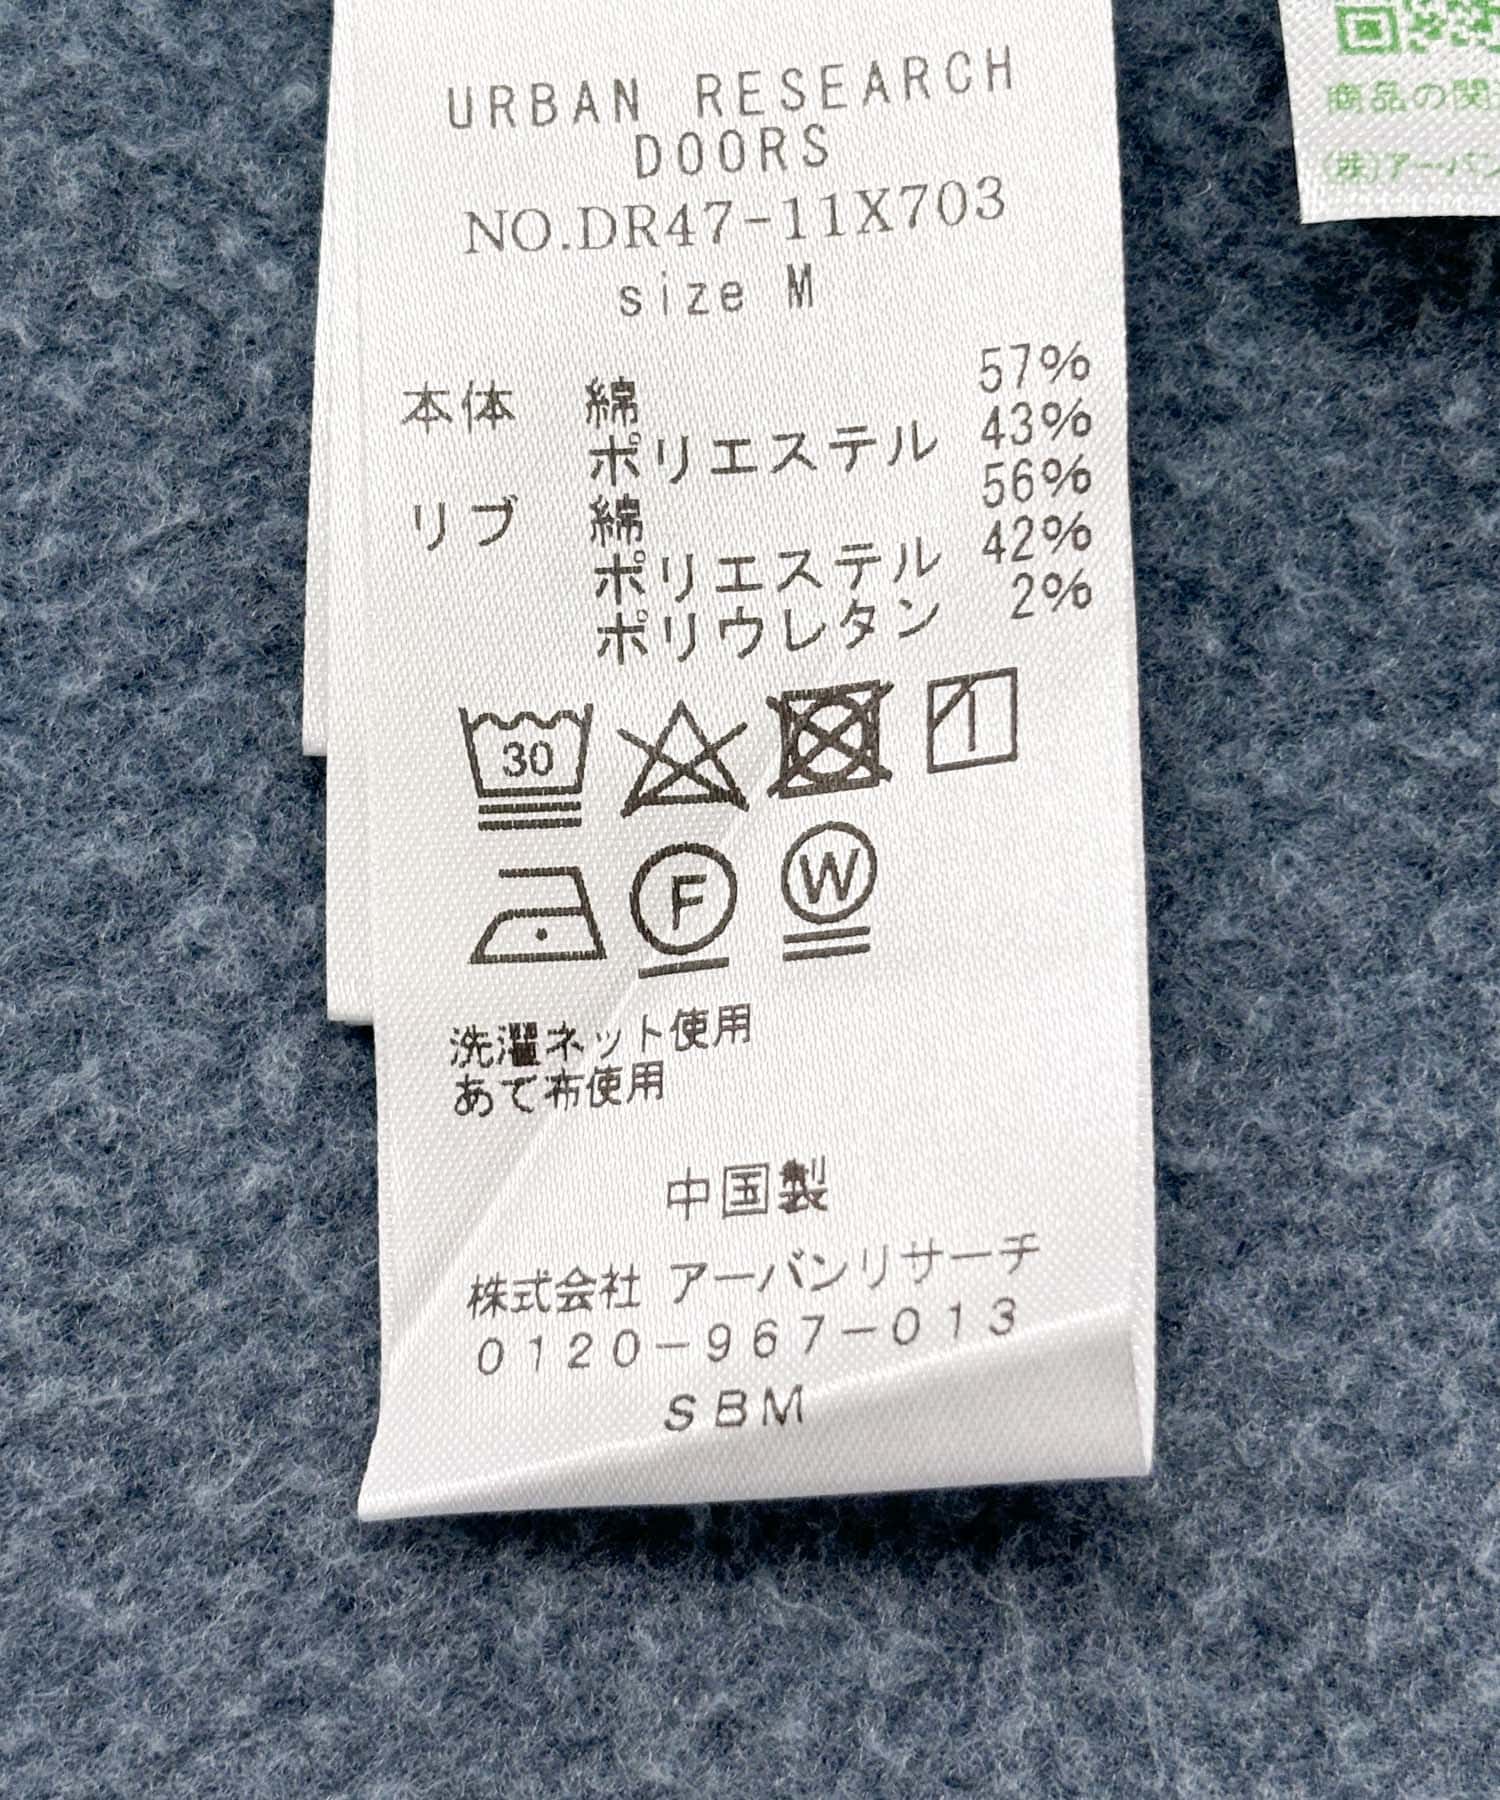 URBAN RESEARCH
DOORS
NO.DR47-11X703
size M
本体 綿 57%
ポリエステル 43%
リブ 綿 56%
ポリエステル 42%
ポリウレタン 2%
30
F
W
洗濯ネット使用
あて布使用
中国製
株式会社 アーバンリサーチ
0120-967-013
SBM
商品の関
(株)アーバン